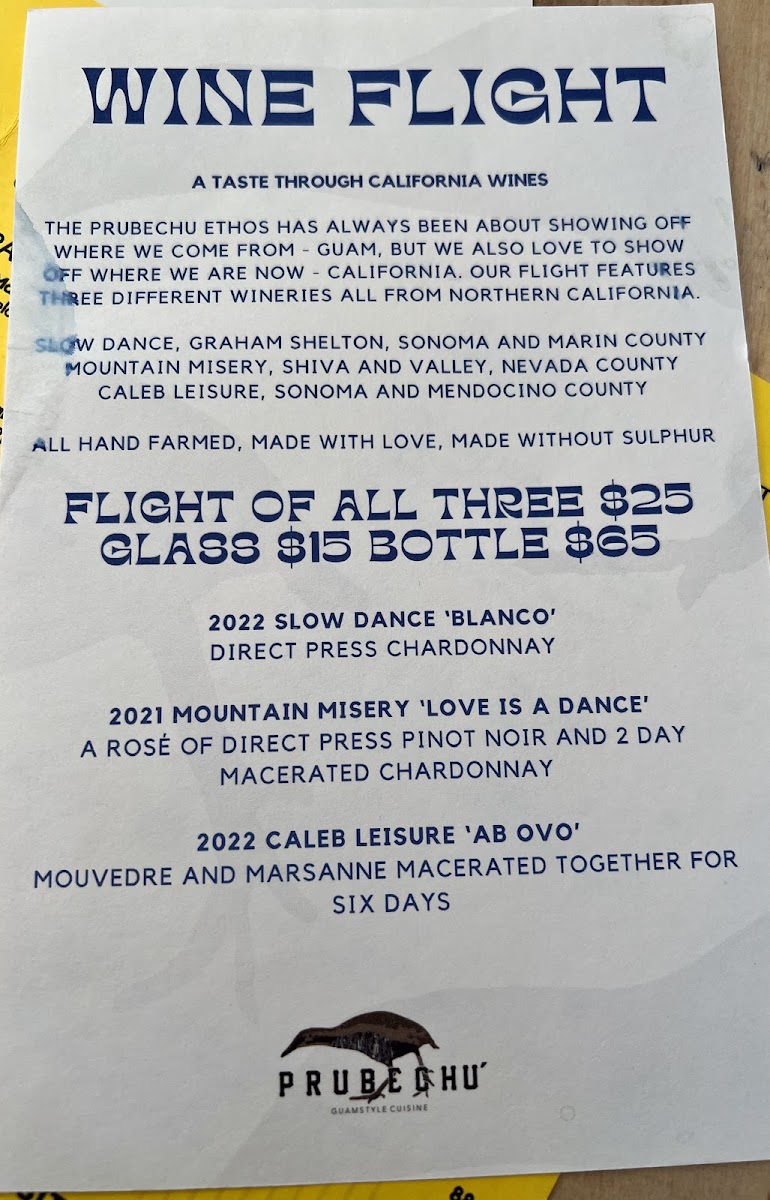 WINE FLIGHT
A TASTE THROUGH CALIFORNIA WINES
THE PRUBECHU ETHOS HAS ALWAYS BEEN ABOUT SHOWING OFF
WHERE WE COME FROM - GUAM, BUT WE ALSO LOVE TO SHOW
OFF WHERE WE ARE NOW - CALIFORNIA. OUR FLIGHT FEATURES
THREE DIFFERENT WINERIES ALL FROM NORTHERN CALIFORNIA.
SLOW DANCE, GRAHAM SHELTON, SONOMA AND MARIN COUNTY
MOUNTAIN MISERY, SHIVA AND VALLEY, NEVADA COUNTY
CALEB LEISURE, SONOMA AND MENDOCINO COUNTY
ALL HAND FARMED, MADE WITH LOVE, MADE WITHOUT SULPHUR
FLIGHT OF ALL THREE $25
GLASS $15 BOTTLE $65
2022 SLOW DANCE ‘BLANCO’
DIRECT PRESS CHARDONNAY
2021 MOUNTAIN MISERY ‘LOVE IS A DANCE’
A ROSÉ OF DIRECT PRESS PINOT NOIR AND 2 DAY
MACERATED CHARDONNAY
2022 CALEB LEISURE ‘AB OVO’
MOUVEDRE AND MARSANNE MACERATED TOGETHER FOR
SIX DAYS
PRUBECHU´
GUAMSTYLE CUISINE